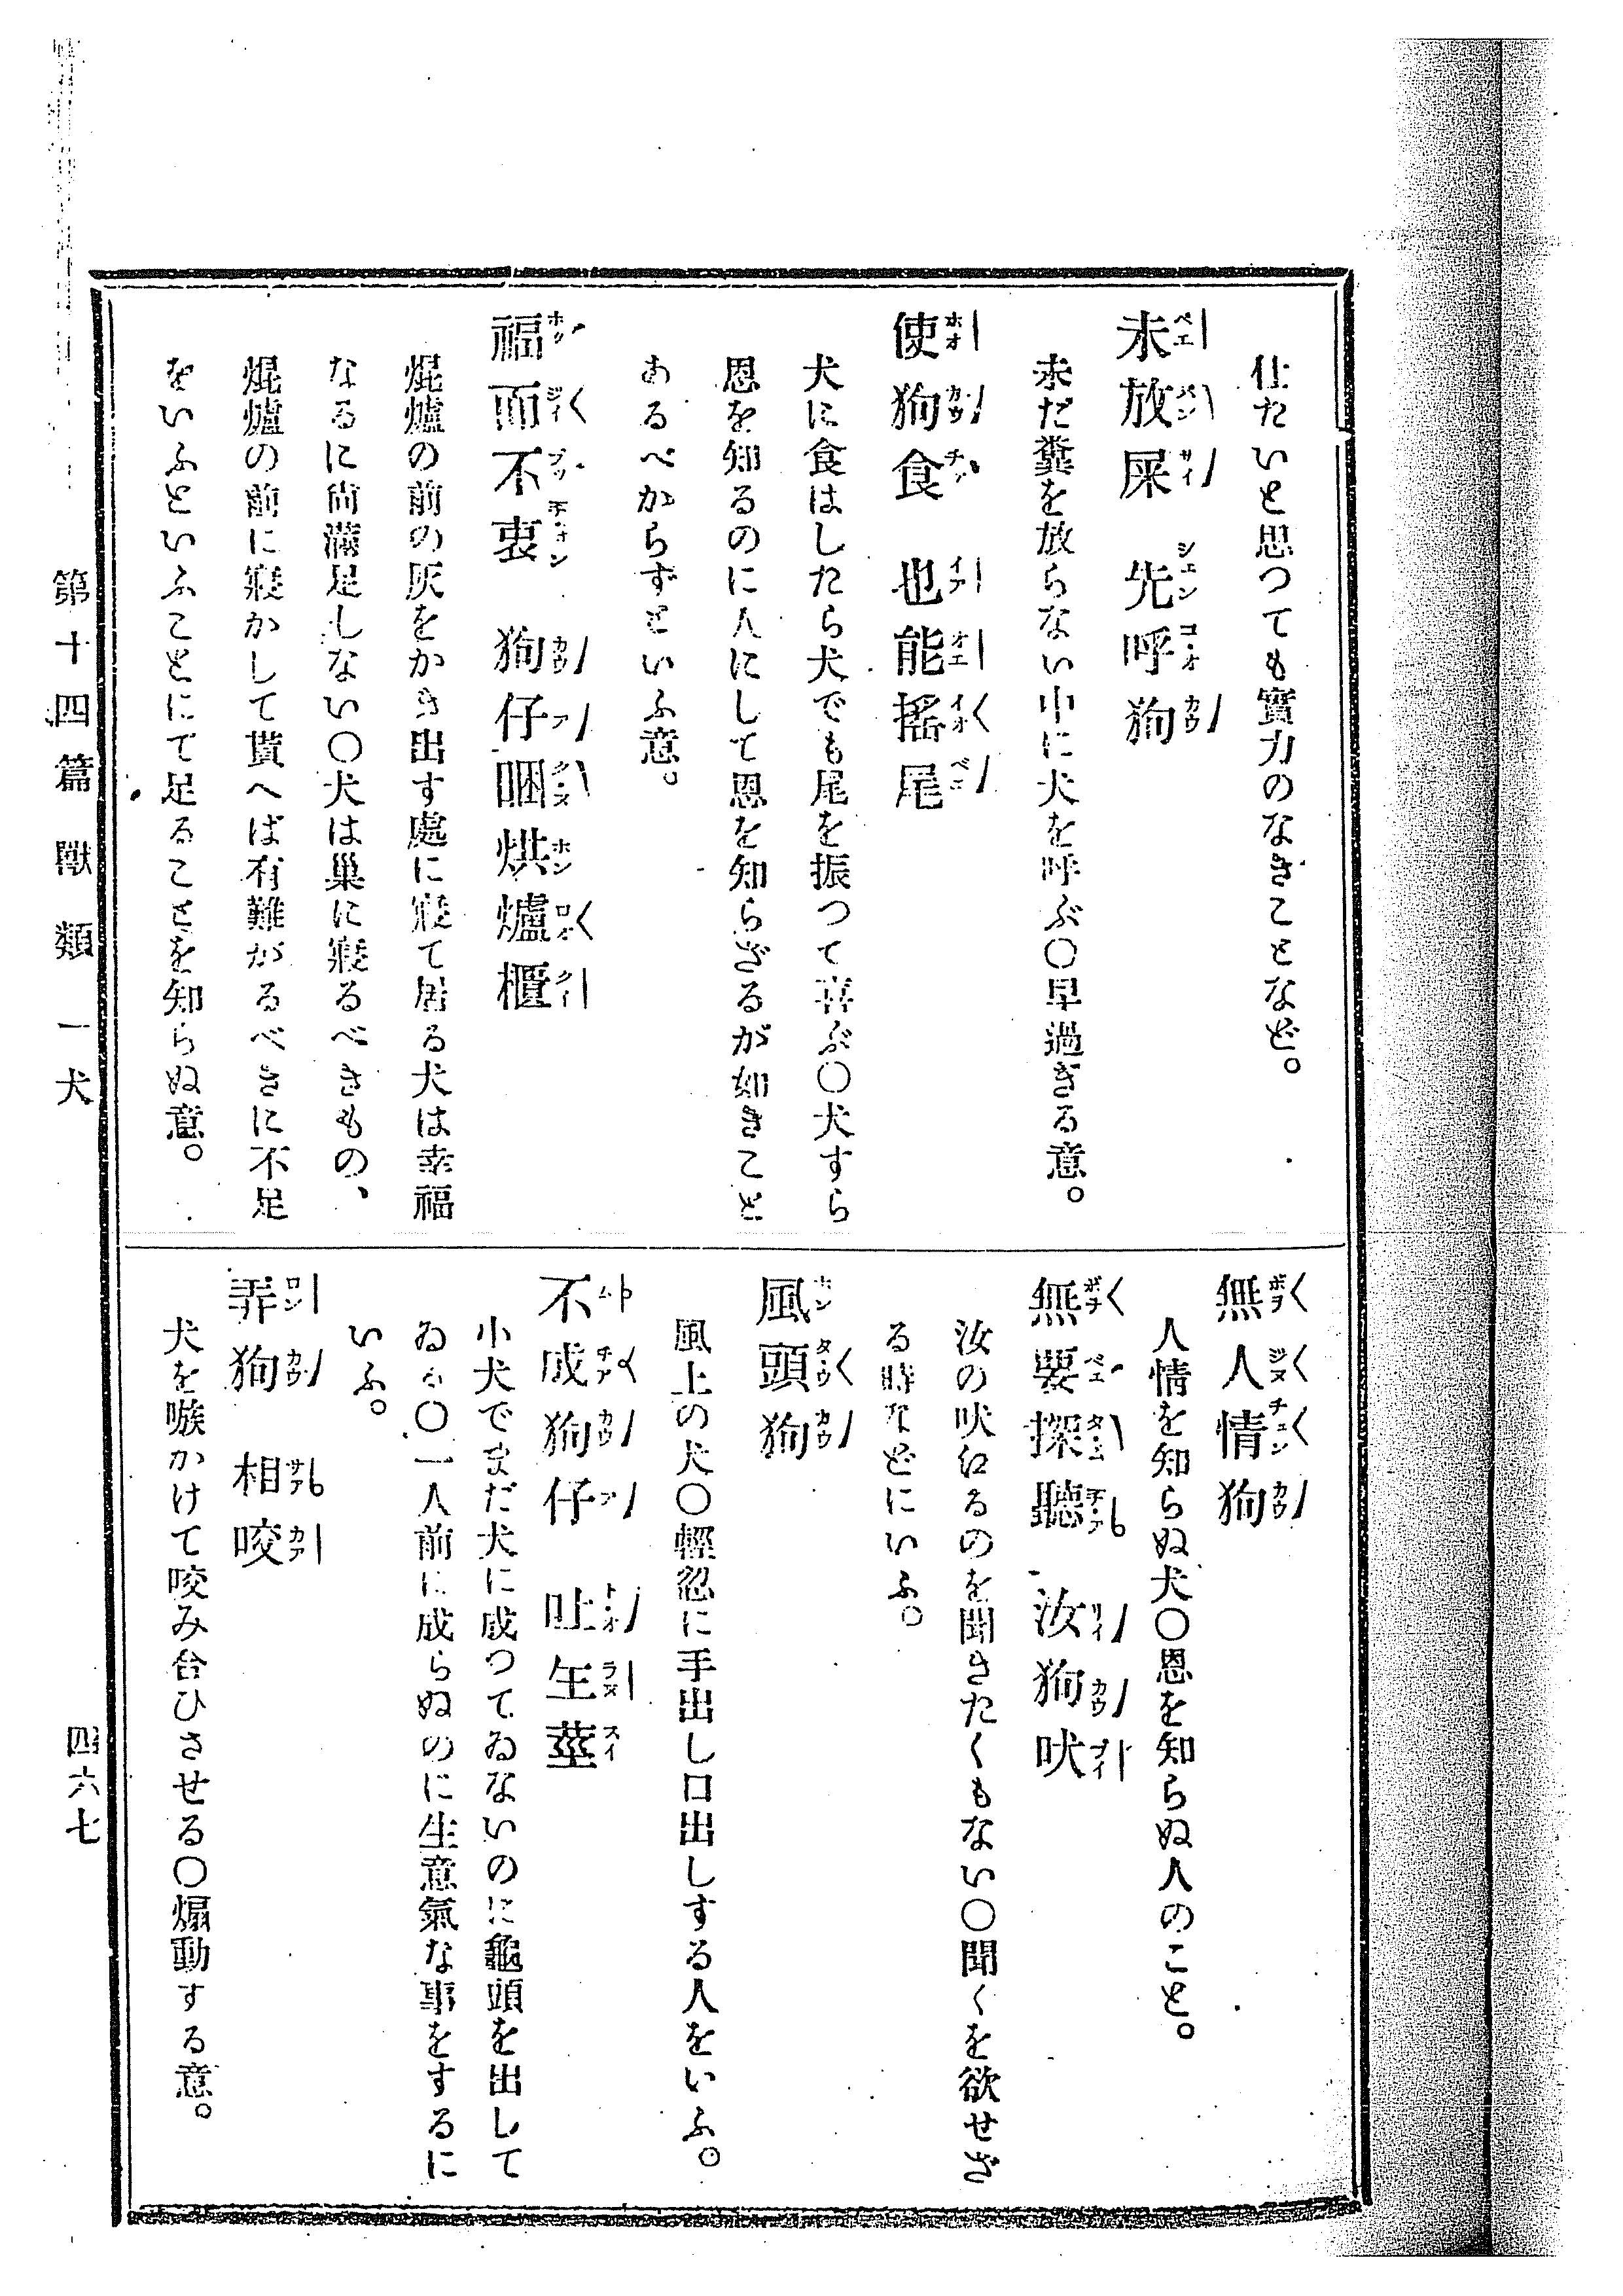 仕たいと思つても實力のなきことなど。
未放屎　先呼狗
未だ糞を放らない中に犬を呼ぶ〇早過ぎる意。
使狗食　也能搖尾
犬に食はしたら犬でも尾を振つて喜ぶ〇犬すら
恩を知るのに人にして恩を知らざるが如きこと
あるべからずといふ意。
福而不衷　狗仔䀴烘爐櫃
焜爐の前の灰をかき出す處に寢て居る犬は幸福
なるに尚滿足しない〇犬は巢に寢るべきもの、
焜爐の前に寢かして貰へば有難がるべきに不足
をいふといふことにて足ることを知らぬ意。
無人情狗
人情を知らぬ犬〇恩を知らぬ人のこと。
無要探聽　汝狗吠
汝の吠江るのを聞きたくもない〇聞くを欲せざ
る時などにいふ。
風頭狗
風上の犬〇輕忽に手出し口出しする人をいふ。
不成狗仔　吐生莖
小犬でまだ犬に成つてゐないのに龜頭を出して
ゐる〇一人前に成らぬのに生意氣な事をするに
いふ。
弄狗　相咬
犬を嗾かけて咬み合ひさせる〇煽動する意。
第十四篇　獸類　一犬
四六七